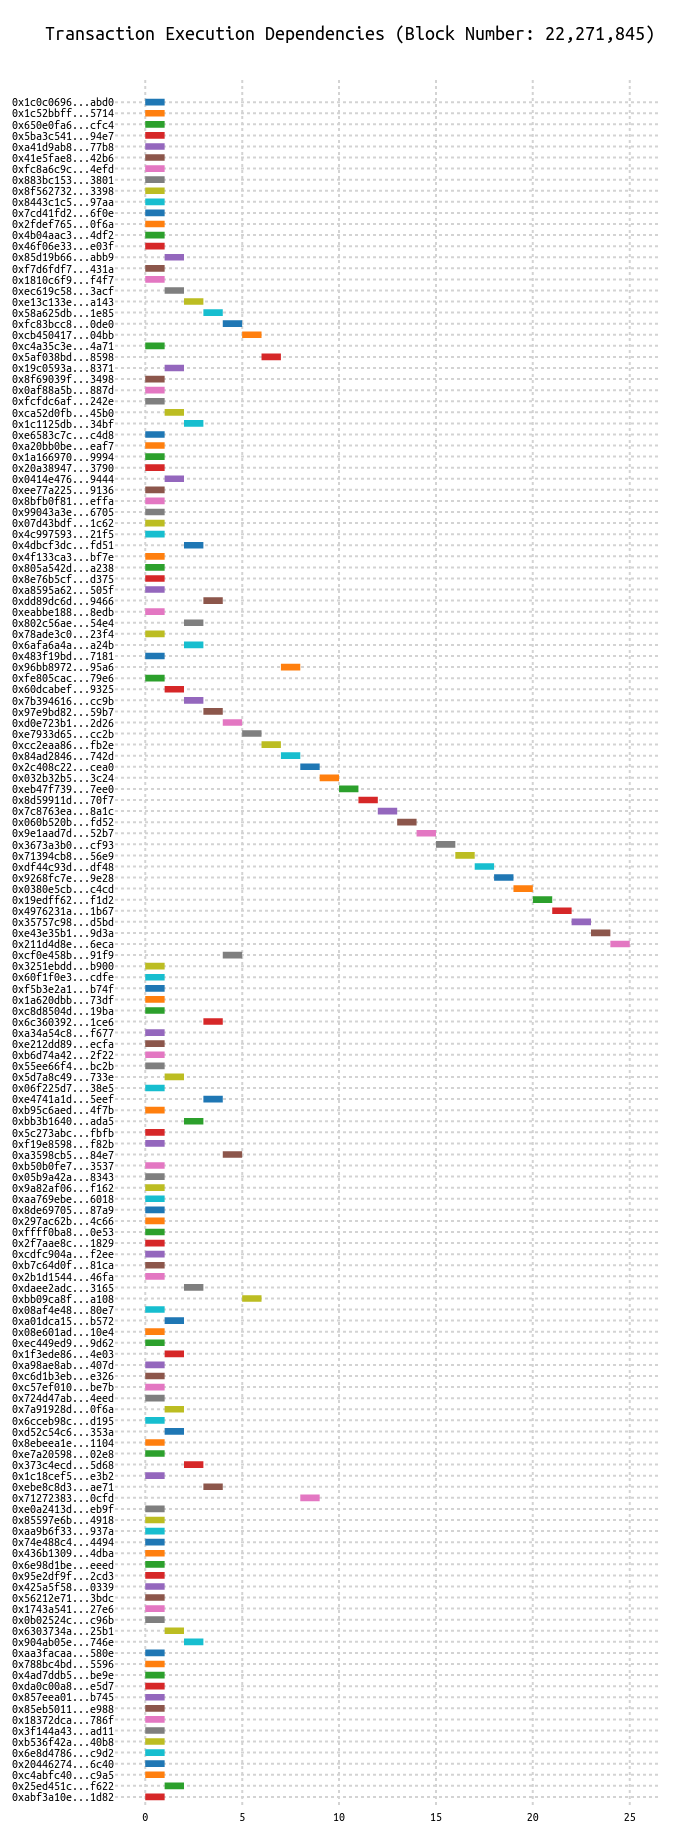 Transaction Execution Dependencies (Block Number: 22,271,845)
0x1c0c0696...abd0
0x1c52bbff...5714
0x650e0fa6...cfc4
0x5ba3c541...94e7
0xa41d9ab8...77b8
0x41e5fae8...42b6
0xfc8a6c9c...4efd
0x883bc153...3801
0x8f562732...3398
0x8443c1c5...97aa
0x7cd41fd2...6f0e
0x2fdef765...0f6a
0x4b04aac3...4df2
0x46f06e33...e03f
0x85d19b66...abb9
0xf7d6fdf7...431a
0x1810c6f9...f4f7
0xec619c58...3acf
0xe13c133e...a143
0x58a625db...1e85
0xfc83bcc8...0de0
0xcb450417...04bb
0xc4a35c3e...4a71
0x5af038bd...8598
0x19c0593a...8371
0x8f69039f...3498
0x0af88a5b...887d
0xfcfdc6af...242e
0xca52d0fb...45b0
0x1c1125db...34bf
0xe6583c7c...c4d8
0xa20bb0be...eaf7
0x1a166970...9994
0x20a38947...3790
0x0414e476...9444
0xee77a225...9136
0x8bfb0f81...effa
0x99043a3e...6705
0x07d43bdf...1c62
0x4c997593...21f5
0x4dbcf3dc...fd51
0x4f133ca3...bf7e
0x805a542d...a238
0x8e76b5cf...d375
0xa8595a62...505f
0xdd89dc6d...9466
0xeabbe188...8edb
0x802c56ae...54e4
0x78ade3c0...23f4
0x6afa6a4a...a24b
0x483f19bd...7181
0x96bb8972...95a6
0xfe805cac...79e6
0x60dcabef...9325
0x7b394616...cc9b
0x97e9bd82...59b7
0xd0e723b1...2d26
0xe7933d65...cc2b
0xcc2eaa86...fb2e
0x84ad2846...742d
0x2c408c22...cea0
0x032b32b5...3c24
0xeb47f739...7ee0
0x8d59911d...70f7
0x7c8763ea...8a1c
0x060b520b...fd52
0x9e1aad7d...52b7
0x3673a3b0...cf93
0x71394cb8...56e9
0xdf44c93d...df48
0x9268fc7e...9e28
0x0380e5cb...c4cd
0x19edff62...f1d2
0x4976231a...1b67
0x35757c98...d5bd
0xe43e35b1...9d3a
0x211d4d8e...6eca
0xcf0e458b...91f9
0x3251ebdd...b900
0x60f1f0e3...cdfe
0xf5b3e2a1...b74f
0x1a620dbb...73df
0xc8d8504d...19ba
0x6c360392...1ce6
0xa34a54c8...f677
0xe212dd89...ecfa
0xb6d74a42...2f22
0x55ee66f4...bc2b
0x5d7a8c49...733e
0x06f225d7...38e5
0xe4741a1d...5eef
0xb95c6aed...4f7b
0xbb3b1640...ada5
0x5c273abc...fbfb
0xf19e8598...f82b
0xa3598cb5...84e7
0xb50b0fe7...3537
0x05b9a42a...8343
0x9a82af06...f162
0xaa769ebe...6018
0x8de69705...87a9
0x297ac62b...4c66
0xffff0ba8...0e53
0x2f7aae8c...1829
0xcdfc904a...f2ee
0xb7c64d0f...81ca
0x2b1d1544...46fa
0xdaee2adc...3165
0xbb09ca8f...a108
0x08af4e48...80e7
0xa01dca15...b572
0x08e601ad...10e4
0xec449ed9...9d62
0x1f3ede86...4e03
0xa98ae8ab...407d
0xc6d1b3eb...e326
0xc57ef010...be7b
0x724d47ab...4eed
0x7a91928d...0f6a
0x6cceb98c...d195
0xd52c54c6...353a
0x8ebeea1e...1104
0xe7a20598...02e8
0x373c4ecd...5d68
0x1c18cef5...e3b2
0xebe8c8d3...ae71
0x71272383...0cfd
0xe0a2413d...eb9f
0x85597e6b...4918
0xaa9b6f33...937a
0x74e488c4...4494
0x436b1309...4dba
0x6e98d1be...eeed
0x95e2df9f...2cd3
0x425a5f58...0339
0x56212e71...3bdc
0x1743a541...27e6
0x0b02524c...c96b
0x6303734a...25b1
0x904ab05e...746e
0xaa3facaa...580e
0x788bc4bd...5596
0x4ad7ddb5...be9e
0xda0c00a8...e5d7
0x857eea01...b745
0x85eb5011...e988
0x18372dca...786f
0x3f144a43...ad11
0xb536f42a...40b8
0x6e8d4786...c9d2
0x20446274...6c40
0xc4abfc40...c9a5
0x25ed451c...f622
0xabf3a10e...1d82
0 5 10 15 20 25